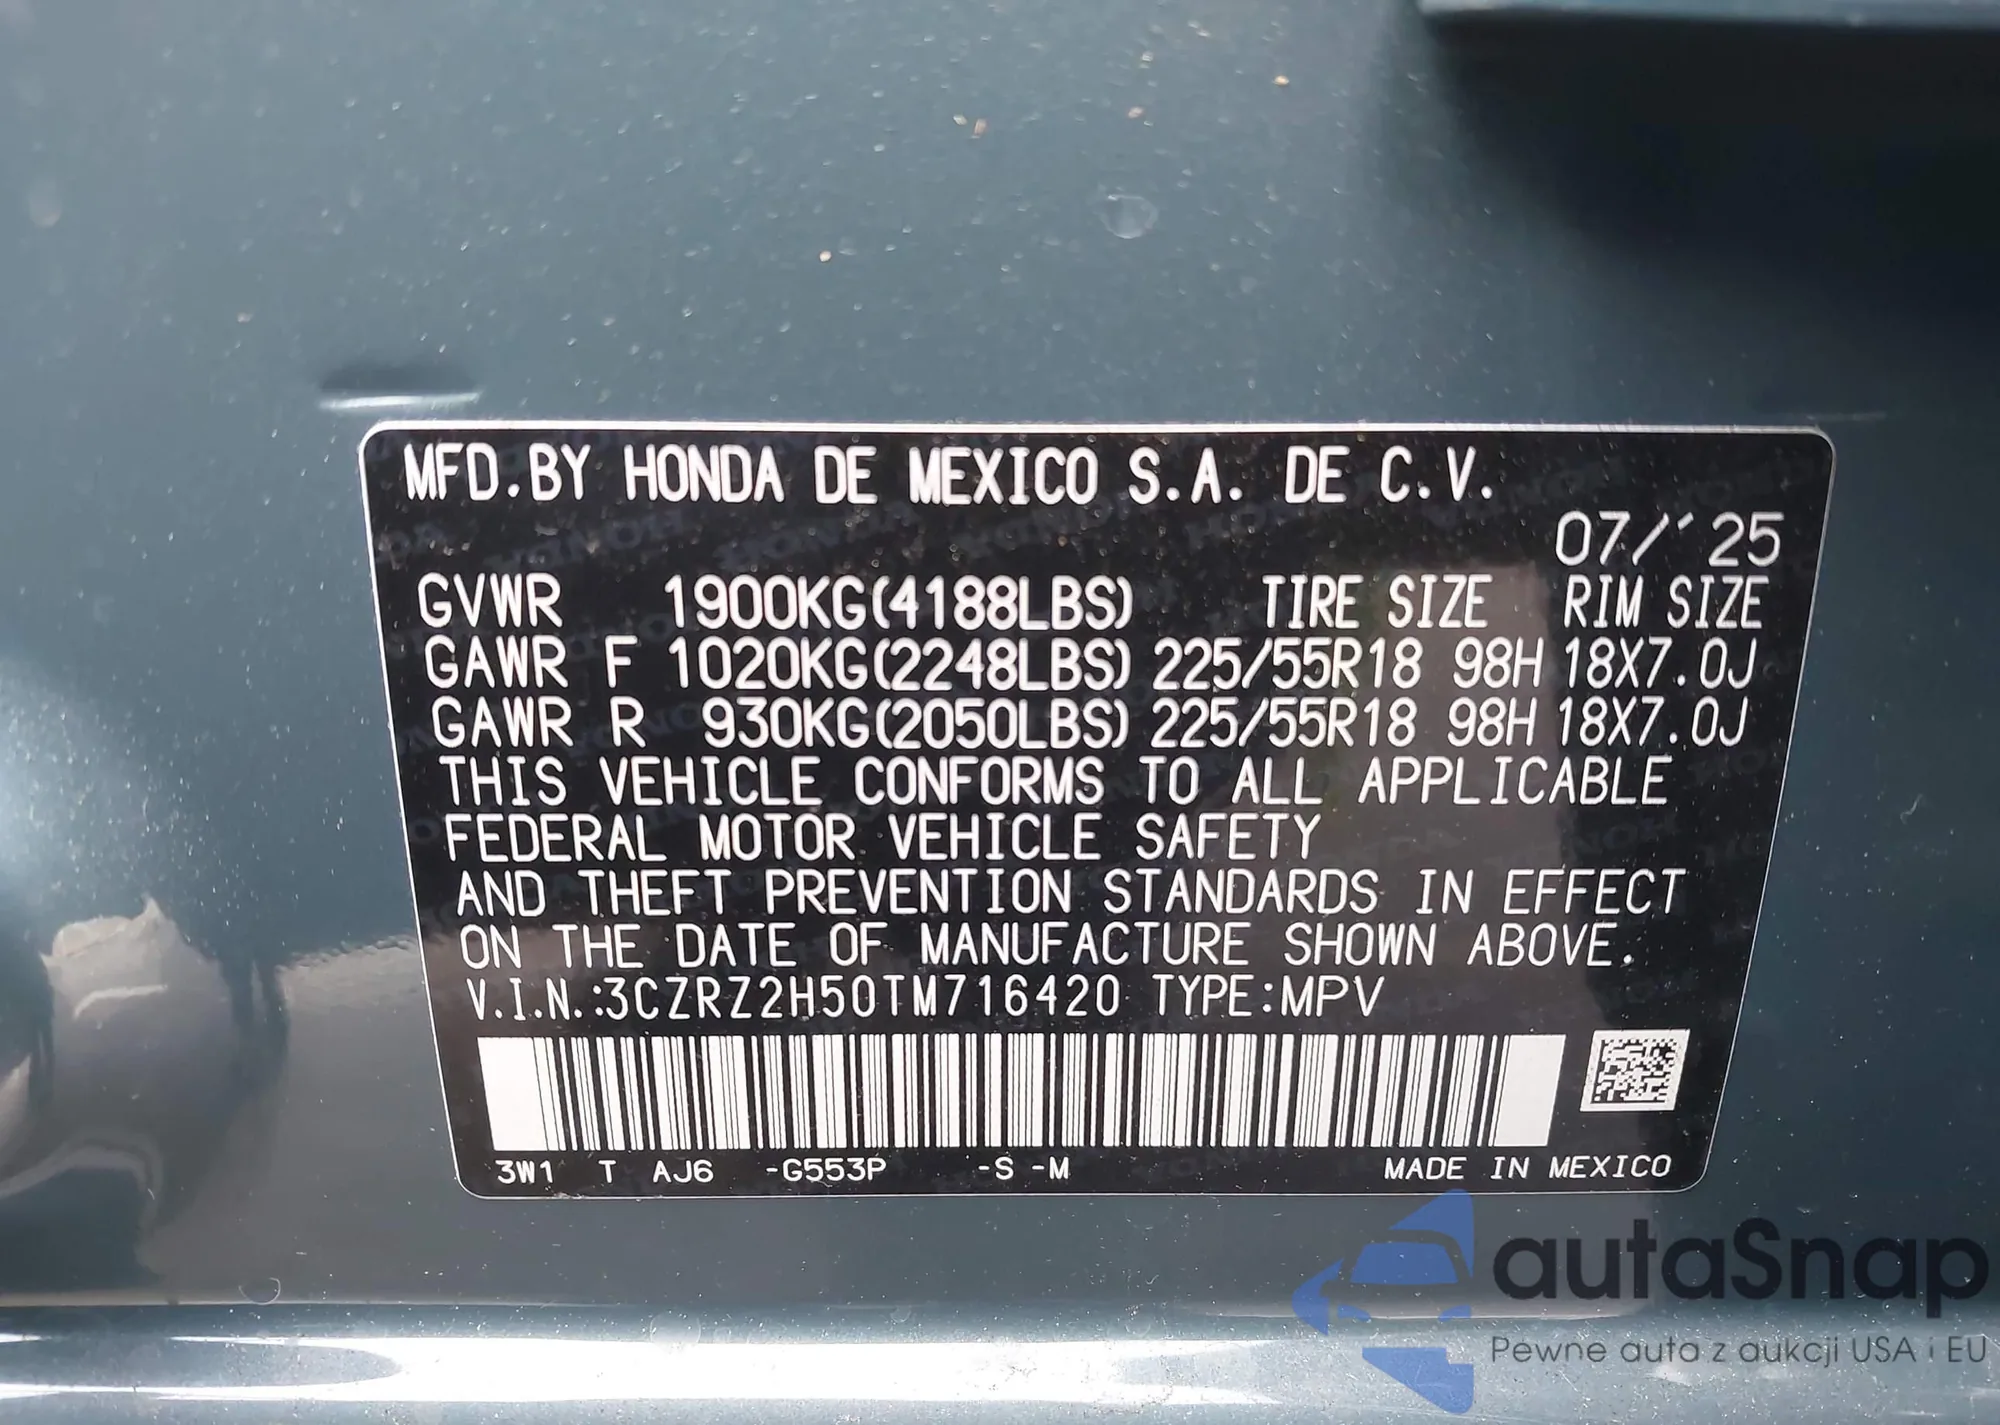 MFD.BY HONDA DE MEXICO S.A. DE C.V.
07/'25
GVWR 1900KG(4188LBS) TIRE SIZE RIM SIZE
GAWR F 1020KG(2248LBS) 225/55R18 98H 18X7.0J
GAWR R 930KG(2050LBS) 225/55R18 98H 18X7.0J
THIS VEHICLE CONFORMS TO ALL APPLICABLE
FEDERAL MOTOR VEHICLE SAFETY
AND THEFT PREVENTION STANDARDS IN EFFECT
ON THE DATE OF MANUFACTURE SHOWN ABOVE.
V.I.N.:3CZRZ2H50TM716420 TYPE:MPV
3W1 T AJ6 -G553P -S -M MADE IN MEXICO
autaSnap
Pewne auta z aukcji USA i EU